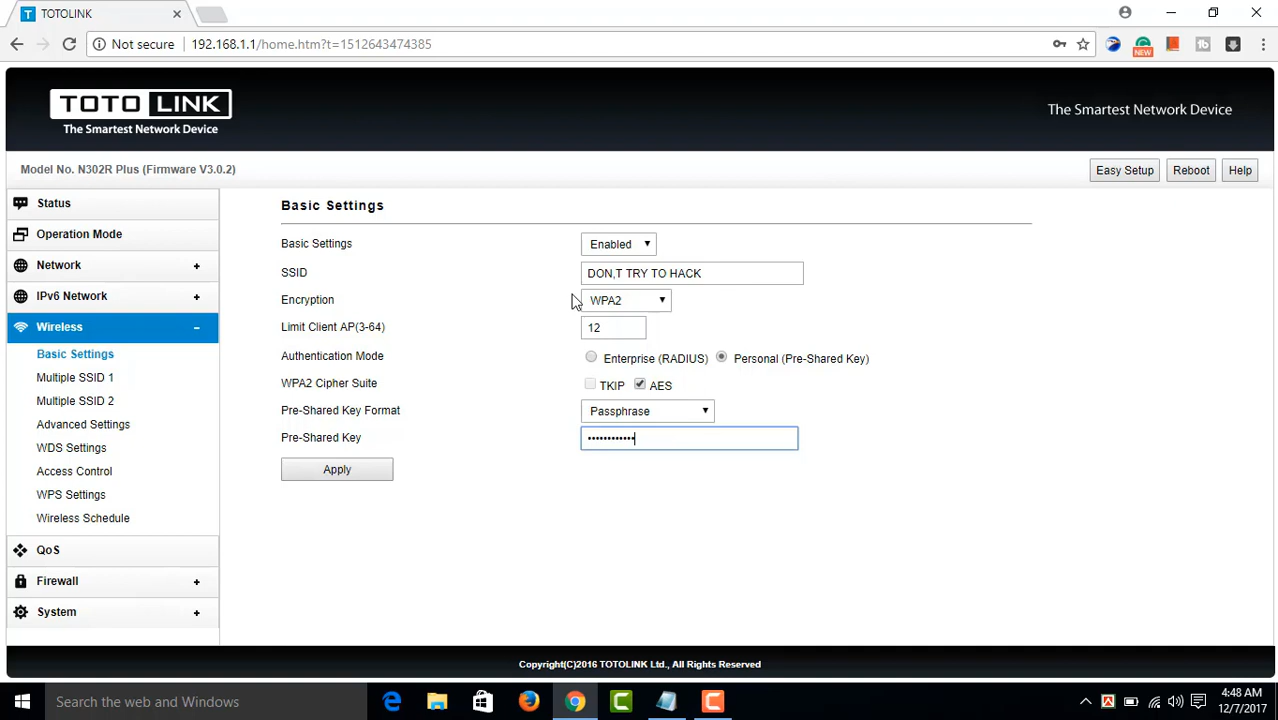 TOTOLINK
Not secure 192.168.1.1/home.htm?t=1512643474385
NEW
TOTO LINK
The Smartest Network Device
The Smartest Network Device
Model No. N302R Plus (Firmware V3.0.2)
Easy Setup Reboot Help
Status
Operation Mode
Network +
IPv6 Network +
Wireless -
Basic Settings
Multiple SSID 1
Multiple SSID 2
Advanced Settings
WDS Settings
Access Control
WPS Settings
Wireless Schedule
QoS
Firewall +
System +
Basic Settings
Basic Settings Enabled
SSID DON,T TRY TO HACK
Encryption WPA2
Limit Client AP(3-64) 12
Authentication Mode Enterprise (RADIUS) Personal (Pre-Shared Key)
WPA2 Cipher Suite TKIP AES
Pre-Shared Key Format Passphrase
Pre-Shared Key ••••••••••••
Apply
Copyright(C)2016 TOTOLINK Ltd., All Rights Reserved
Search the web and Windows
4:48 AM
12/7/2017